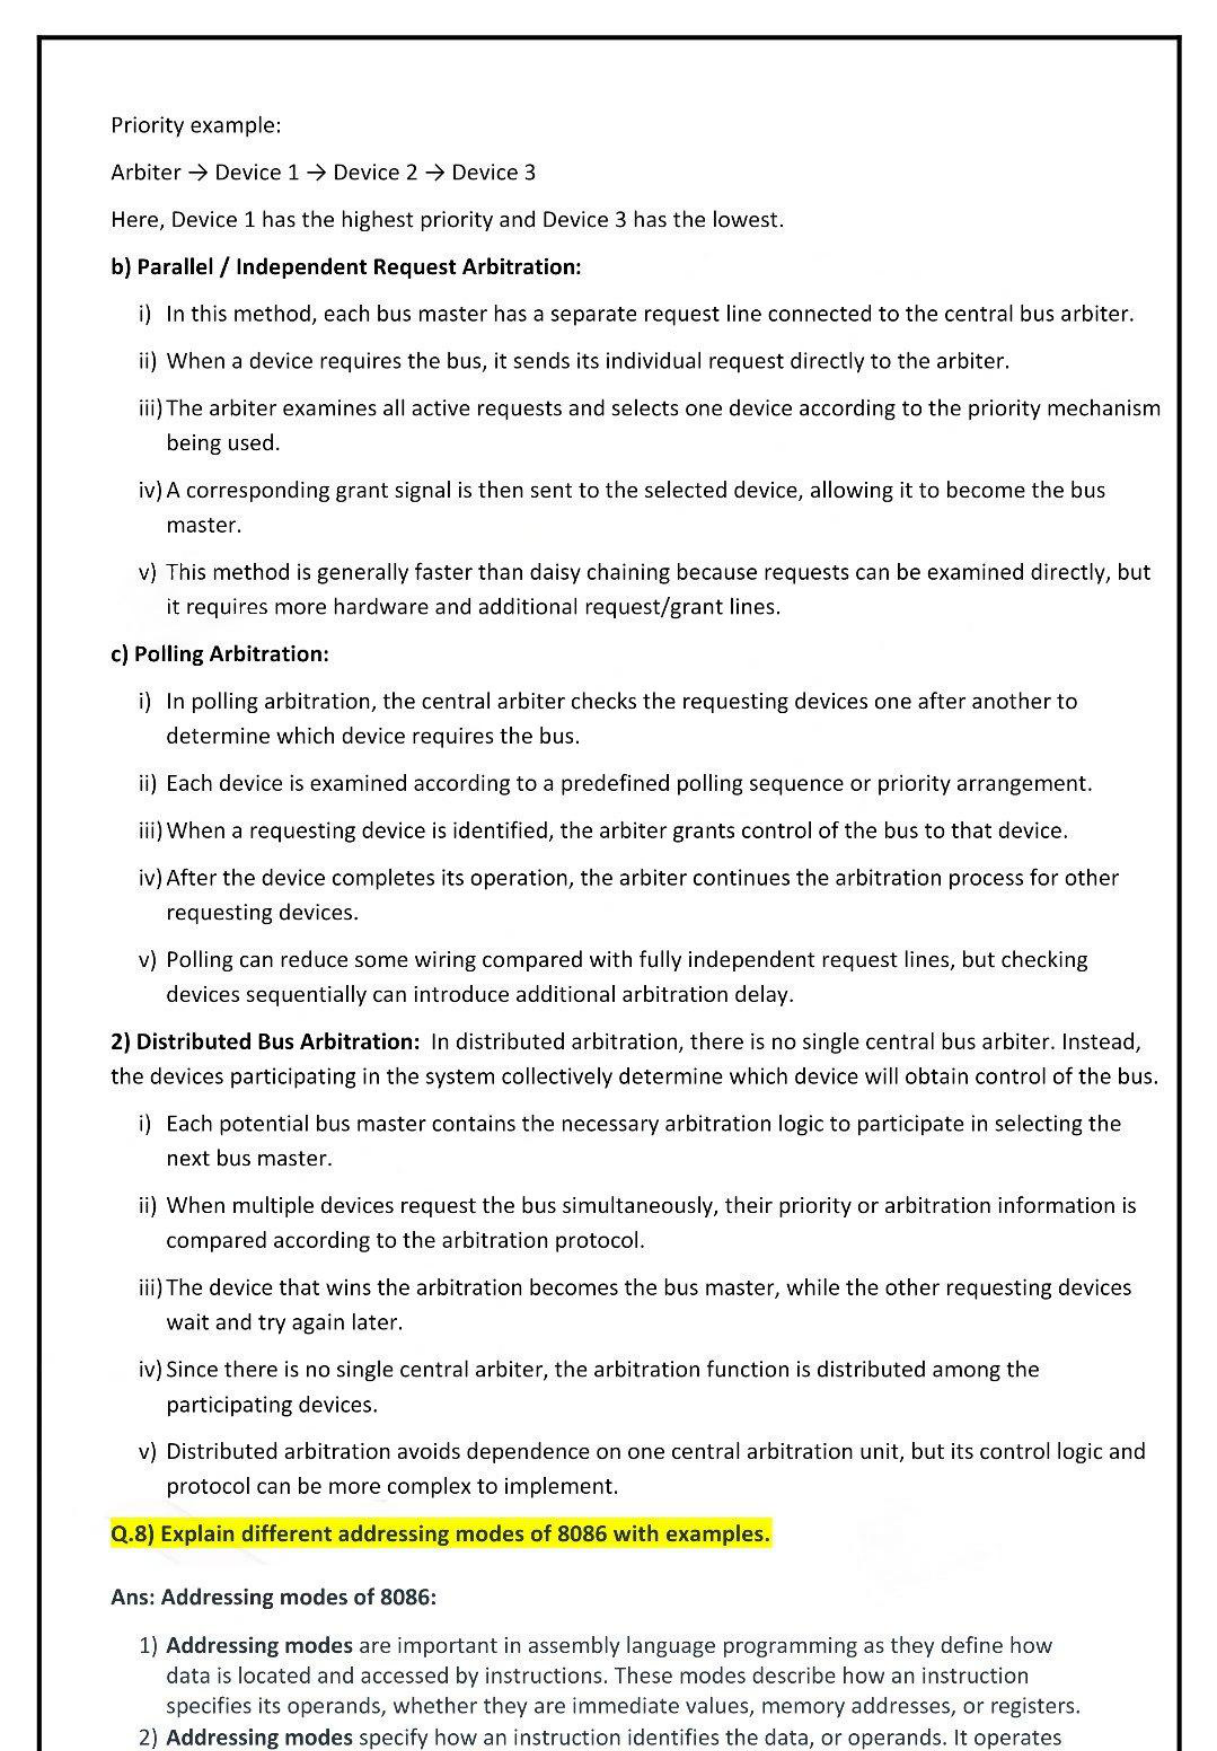 Priority example:
Arbiter → Device 1 → Device 2 → Device 3
Here, Device 1 has the highest priority and Device 3 has the lowest.
b) Parallel / Independent Request Arbitration:
i) In this method, each bus master has a separate request line connected to the central bus arbiter.
ii) When a device requires the bus, it sends its individual request directly to the arbiter.
iii) The arbiter examines all active requests and selects one device according to the priority mechanism
being used.
iv) A corresponding grant signal is then sent to the selected device, allowing it to become the bus
master.
v) This method is generally faster than daisy chaining because requests can be examined directly, but
it requires more hardware and additional request/grant lines.
c) Polling Arbitration:
i) In polling arbitration, the central arbiter checks the requesting devices one after another to
determine which device requires the bus.
ii) Each device is examined according to a predefined polling sequence or priority arrangement.
iii) When a requesting device is identified, the arbiter grants control of the bus to that device.
iv) After the device completes its operation, the arbiter continues the arbitration process for other
requesting devices.
v) Polling can reduce some wiring compared with fully independent request lines, but checking
devices sequentially can introduce additional arbitration delay.
2) Distributed Bus Arbitration: In distributed arbitration, there is no single central bus arbiter. Instead,
the devices participating in the system collectively determine which device will obtain control of the bus.
i) Each potential bus master contains the necessary arbitration logic to participate in selecting the
next bus master.
ii) When multiple devices request the bus simultaneously, their priority or arbitration information is
compared according to the arbitration protocol.
iii) The device that wins the arbitration becomes the bus master, while the other requesting devices
wait and try again later.
iv) Since there is no single central arbiter, the arbitration function is distributed among the
participating devices.
v) Distributed arbitration avoids dependence on one central arbitration unit, but its control logic and
protocol can be more complex to implement.
Q.8) Explain different addressing modes of 8086 with examples.
Ans: Addressing modes of 8086:
1) Addressing modes are important in assembly language programming as they define how
data is located and accessed by instructions. These modes describe how an instruction
specifies its operands, whether they are immediate values, memory addresses, or registers.
2) Addressing modes specify how an instruction identifies the data, or operands. It operates